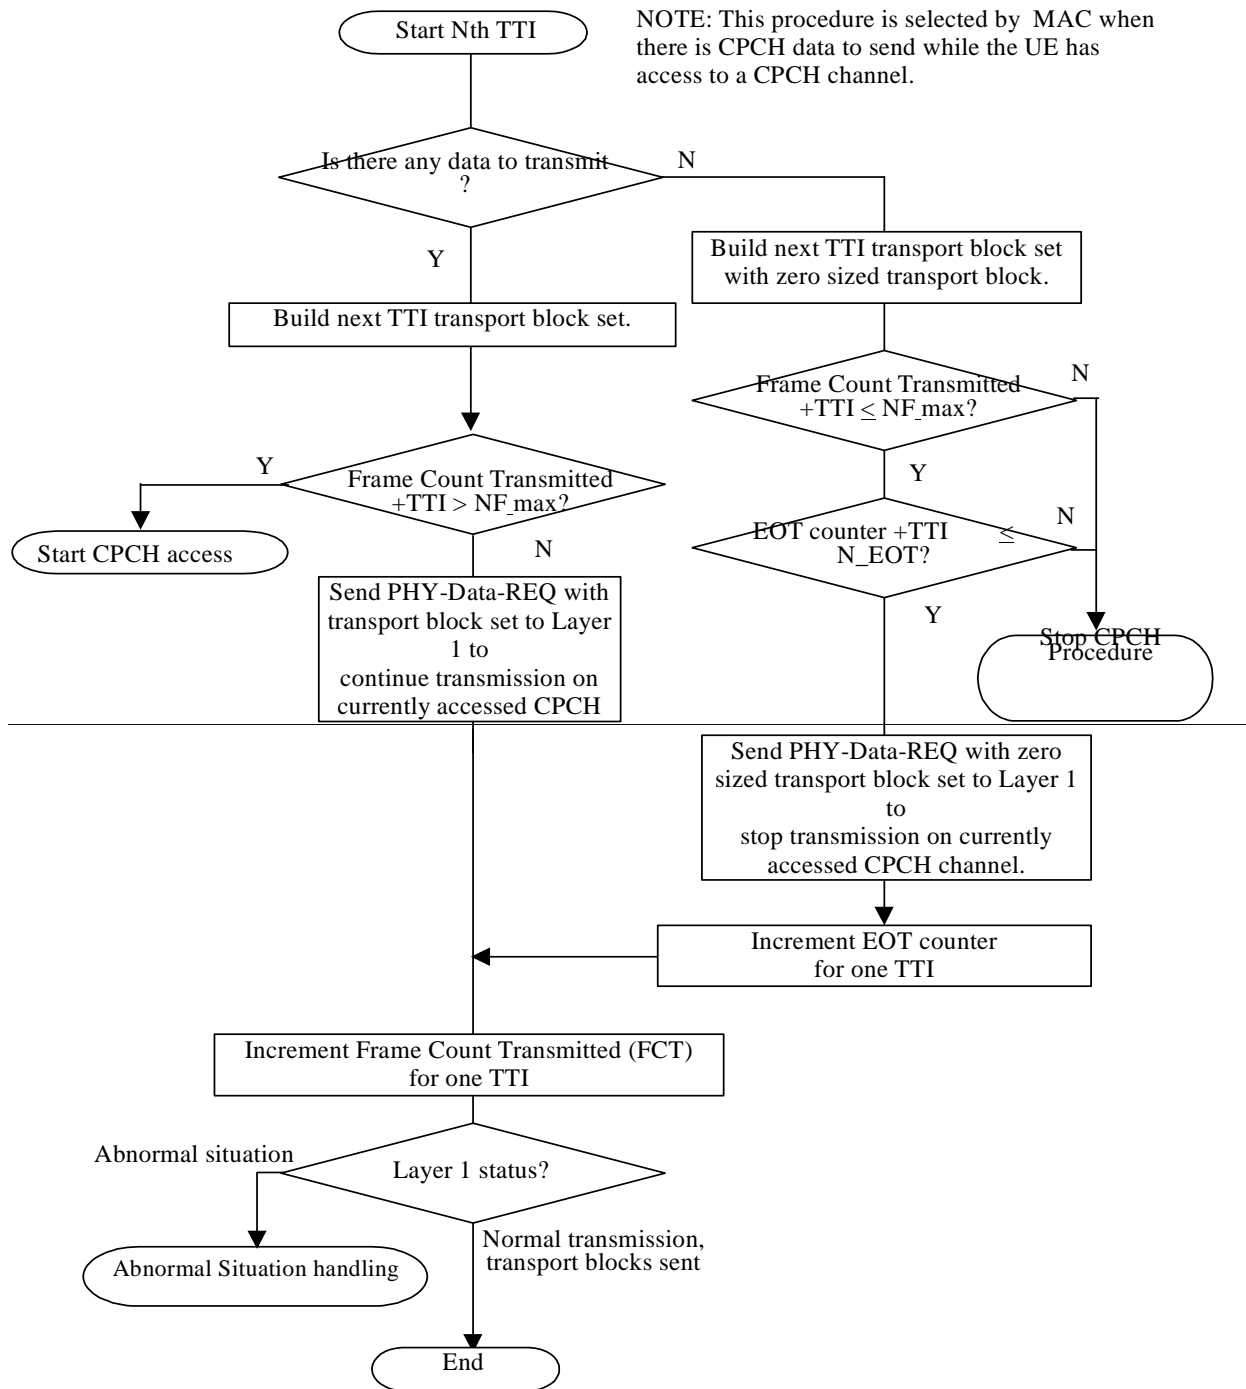 Start Nth TTI
NOTE: This procedure is selected by MAC when
there is CPCH data to send while the UE has
access to a CPCH channel.
Is there any data to transmit
?
N
Y
Build next TTI transport block set
with zero sized transport block.
Build next TTI transport block set.
Frame Count Transmitted
+TTI ≤ NF_max?
N
Y
Y
Frame Count Transmitted
+TTI > NF_max?
N
Start CPCH access
EOT counter +TTI ≤
N_EOT?
N
Y
Send PHY-Data-REQ with
transport block set to Layer
1 to
continue transmission on
currently accessed CPCH
Stop CPCH
Procedure
Send PHY-Data-REQ with zero
sized transport block set to Layer 1
to
stop transmission on currently
accessed CPCH channel.
Increment EOT counter
for one TTI
Increment Frame Count Transmitted (FCT)
for one TTI
Abnormal situation
Layer 1 status?
Normal transmission,
transport blocks sent
Abnormal Situation handling
End